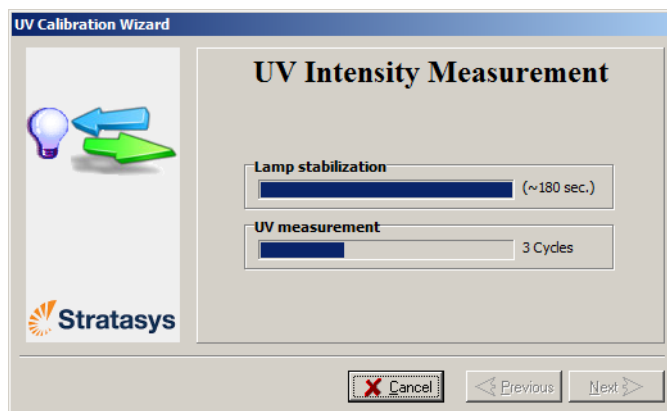 UV Calibration Wizard
UV Intensity Measurement
Lamp stabilization
(~180 sec.)
UV measurement
3 Cycles
Stratasys
Cancel
Previous
Next